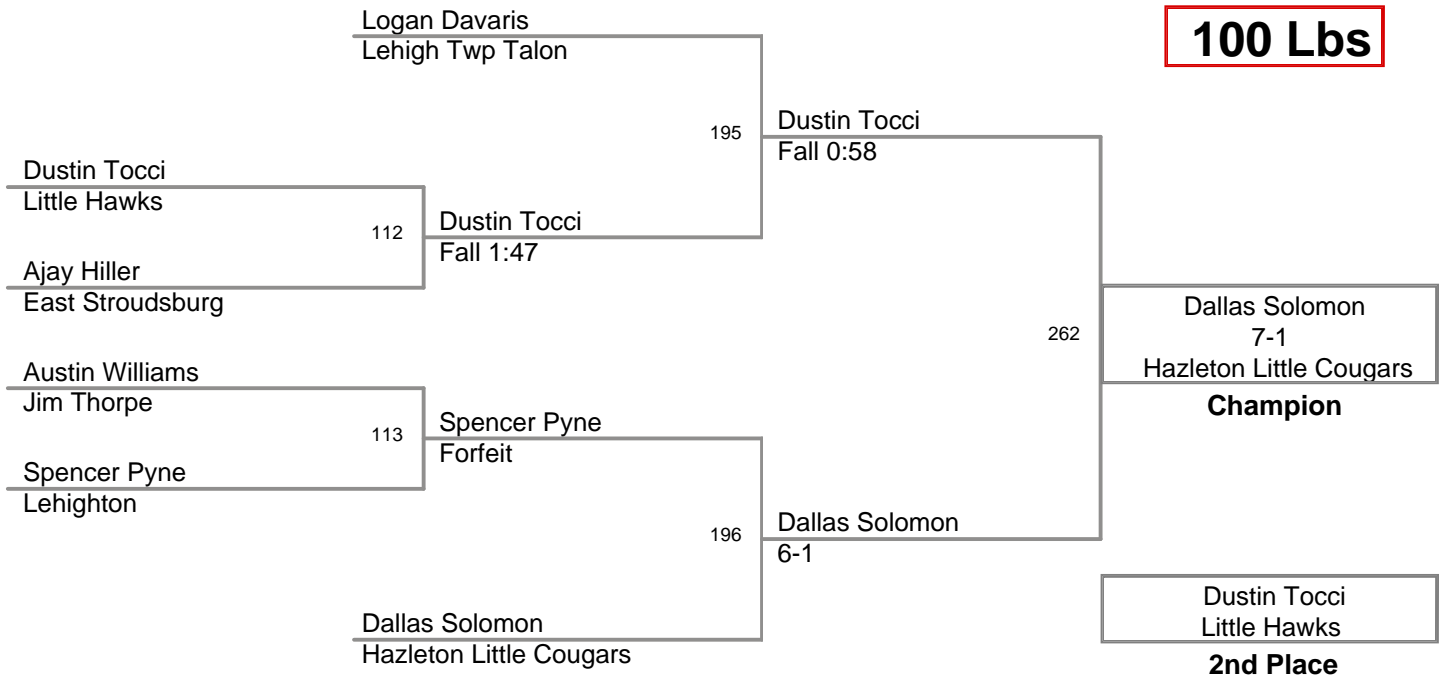 Logan Davaris
Lehigh Twp Talon
100 Lbs
195
Dustin Tocci
Fall 0:58
Dustin Tocci
Little Hawks
112
Dustin Tocci
Fall 1:47
Ajay Hiller
East Stroudsburg
262
Dallas Solomon
7-1
Hazleton Little Cougars
Champion
Austin Williams
Jim Thorpe
113
Spencer Pyne
Forfeit
Spencer Pyne
Lehighton
196
Dallas Solomon
6-1
Dallas Solomon
Hazleton Little Cougars
Dustin Tocci
Little Hawks
2nd Place